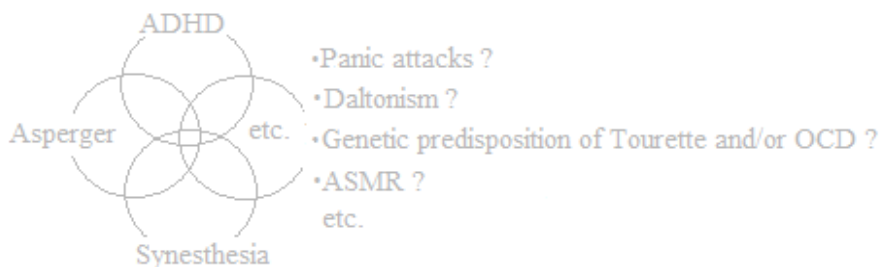 ADHD
Asperger
etc.
Synesthesia
•Panic attacks ?
•Daltonism ?
•Genetic predisposition of Tourette and/or OCD ?
•ASMR ?
etc.